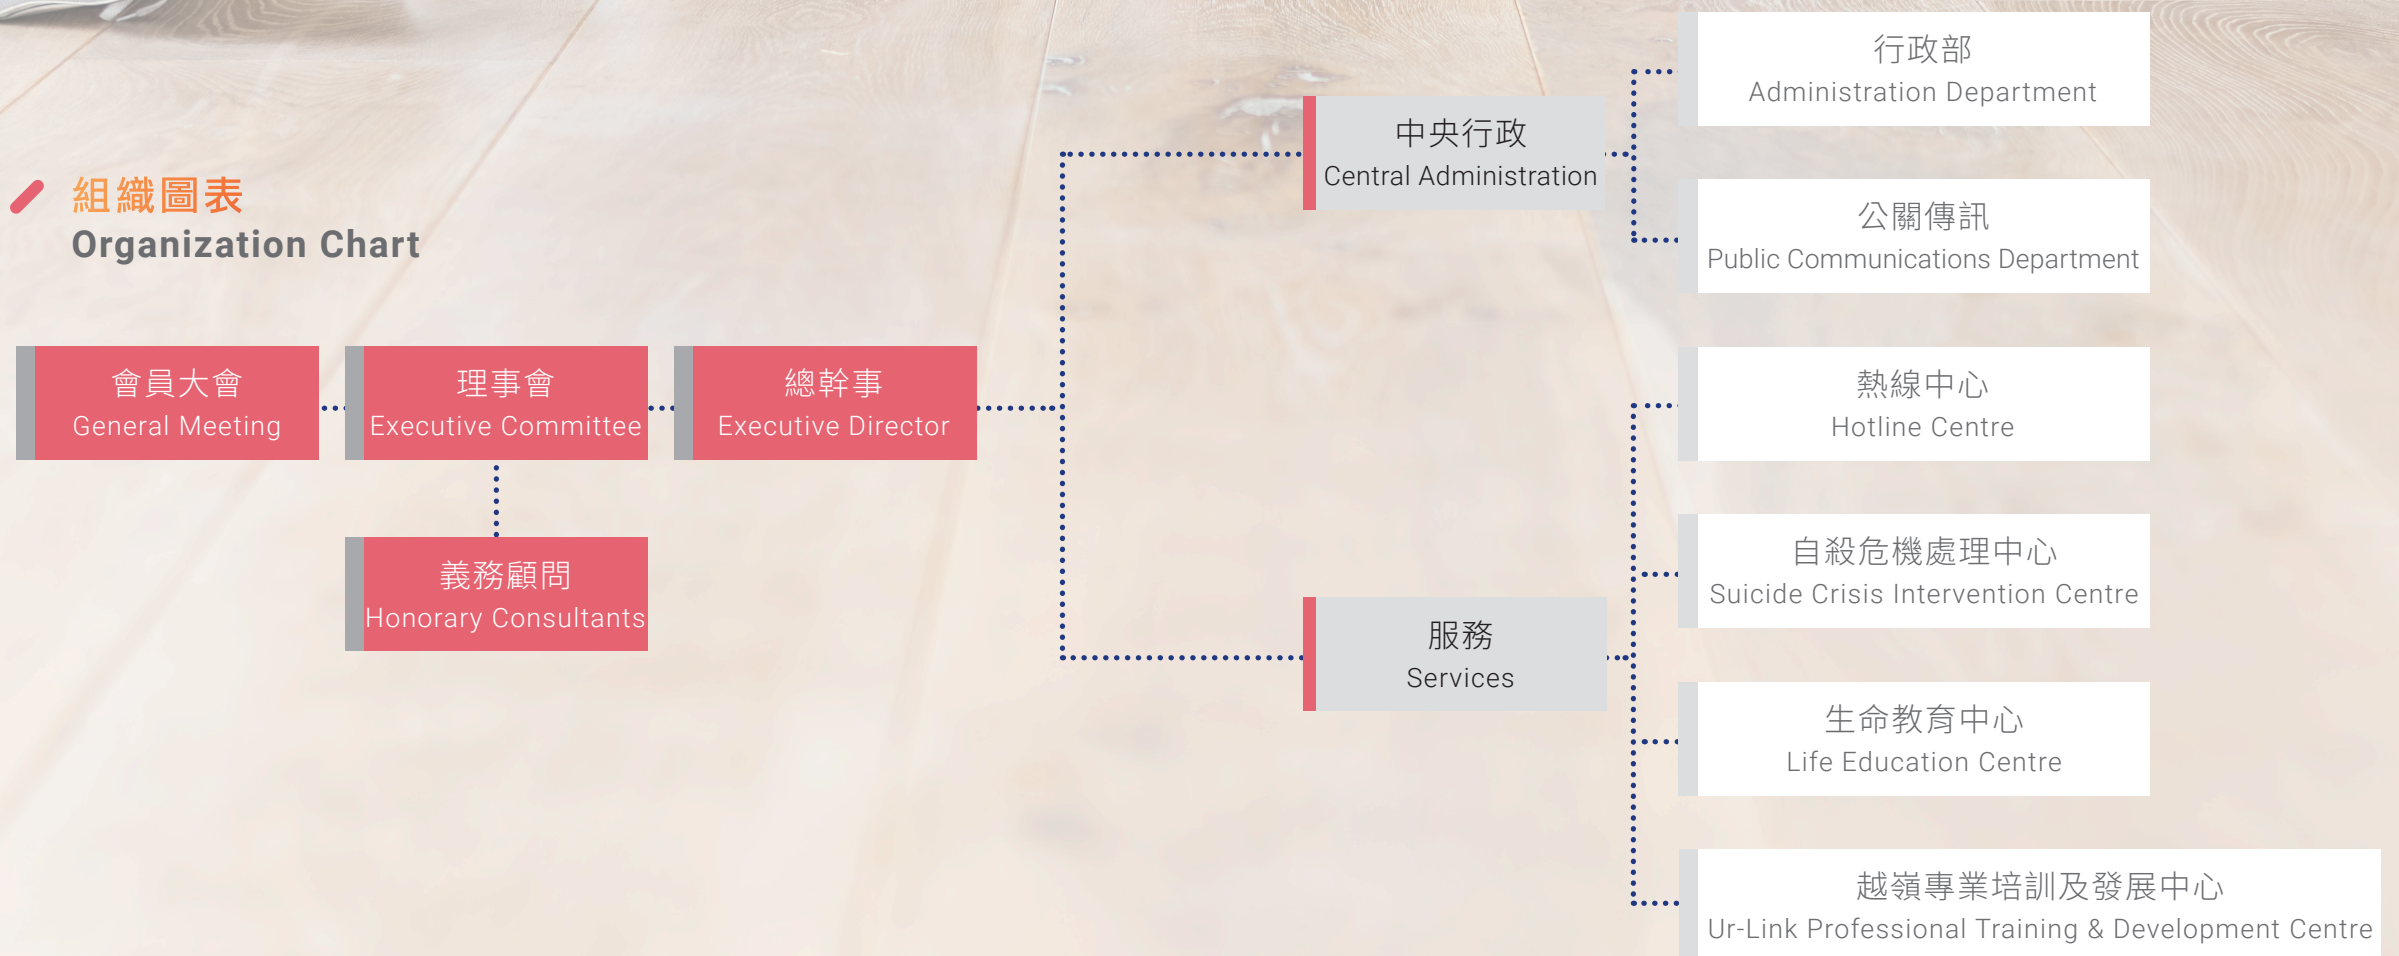 組織圖表
Organization Chart
會員大會
General Meeting
理事會
Executive Committee
總幹事
Executive Director
義務顧問
Honorary Consultants
中央行政
Central Administration
行政部
Administration Department
公關傳訊
Public Communications Department
服務
Services
熱線中心
Hotline Centre
自殺危機處理中心
Suicide Crisis Intervention Centre
生命教育中心
Life Education Centre
越嶺專業培訓及發展中心
Ur-Link Professional Training & Development Centre